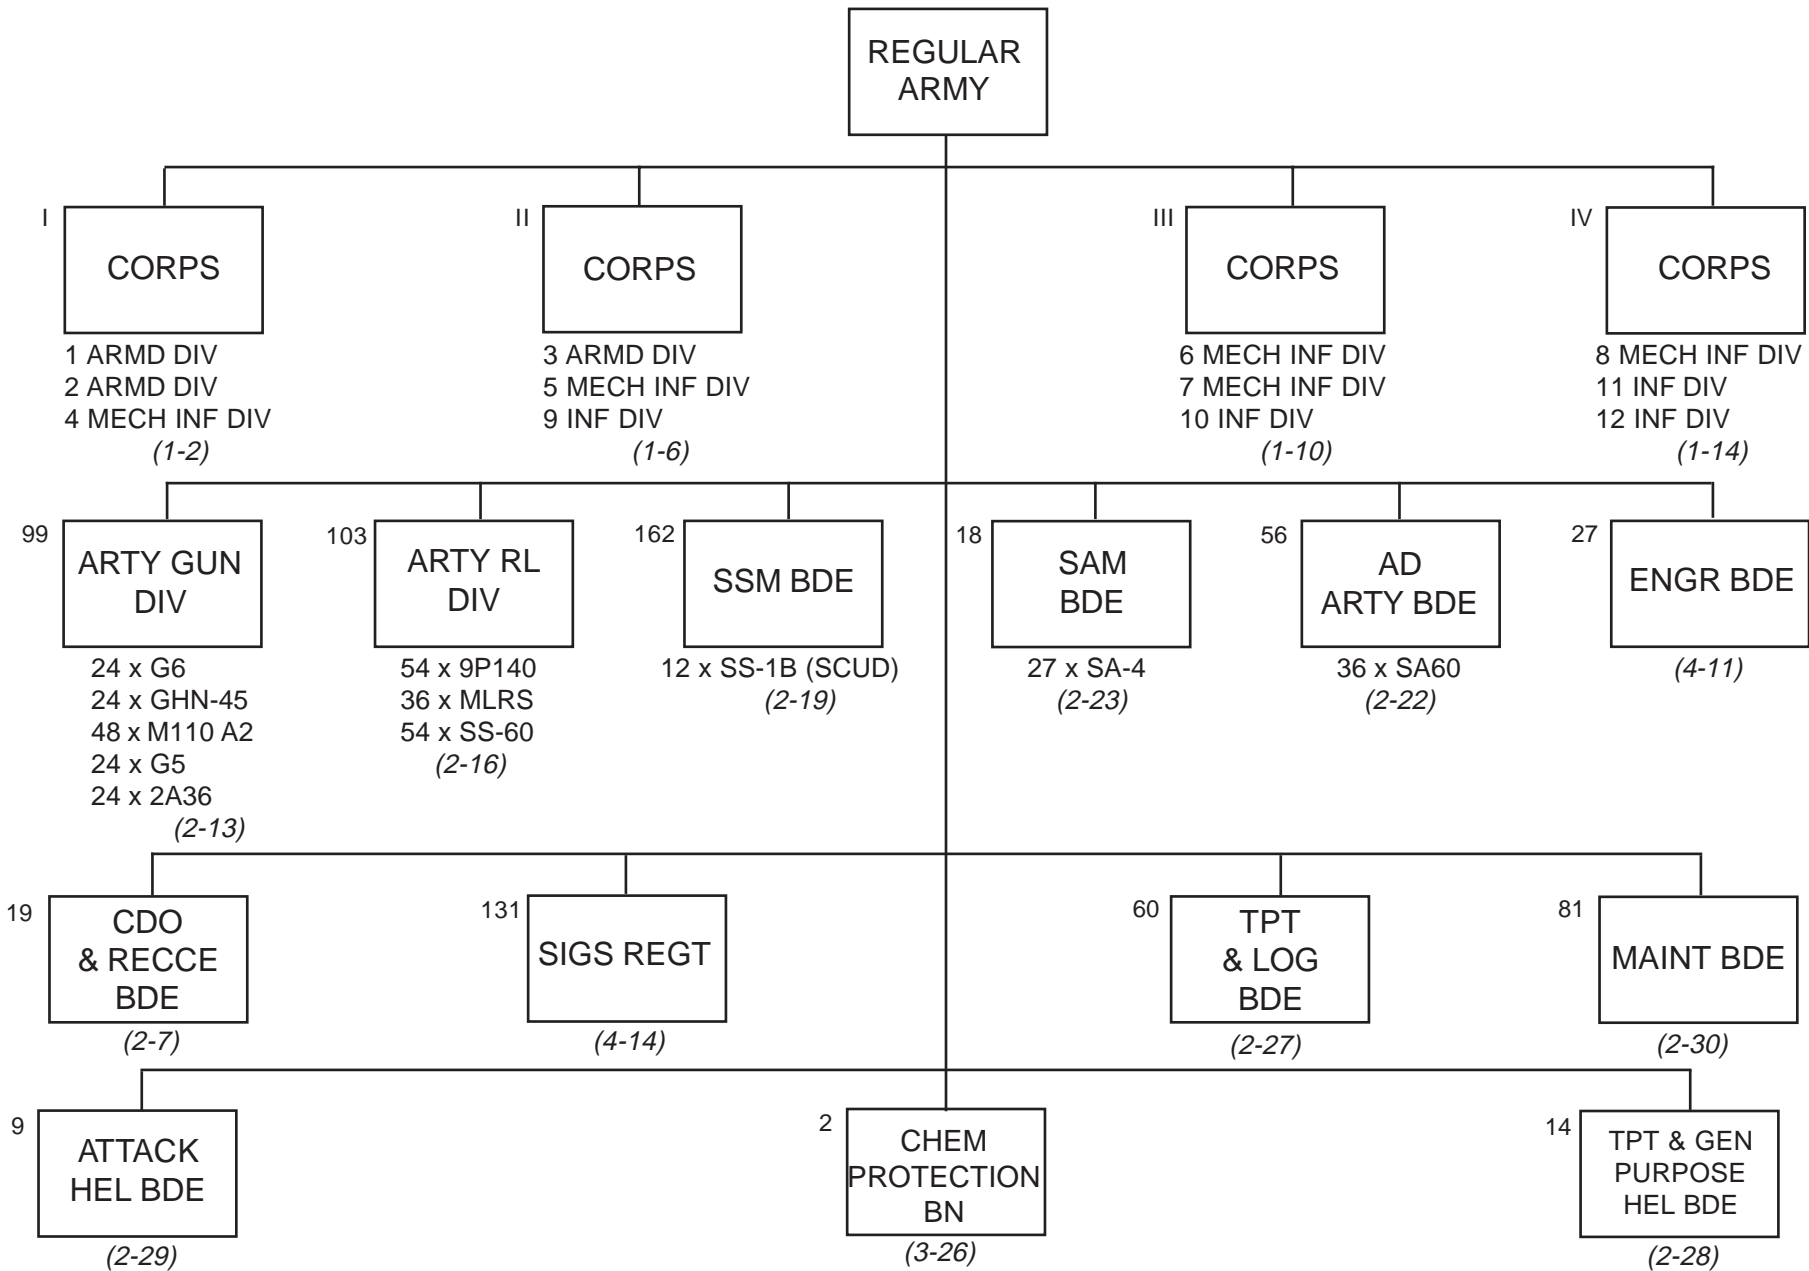 REGULAR
ARMY
I
CORPS
1 ARMD DIV
2 ARMD DIV
4 MECH INF DIV
(1-2)
II
CORPS
3 ARMD DIV
5 MECH INF DIV
9 INF DIV
(1-6)
III
CORPS
6 MECH INF DIV
7 MECH INF DIV
10 INF DIV
(1-10)
IV
CORPS
8 MECH INF DIV
11 INF DIV
12 INF DIV
(1-14)
99
ARTY GUN
DIV
24 x G6
24 x GHN-45
48 x M110 A2
24 x G5
24 x 2A36
(2-13)
103
ARTY RL
DIV
54 x 9P140
36 x MLRS
54 x SS-60
(2-16)
162
SSM BDE
12 x SS-1B (SCUD)
(2-19)
18
SAM
BDE
27 x SA-4
(2-23)
56
AD
ARTY BDE
36 x SA60
(2-22)
27
ENGR BDE
(4-11)
19
CDO
& RECCE
BDE
(2-7)
131
SIGS REGT
(4-14)
60
TPT
& LOG
BDE
(2-27)
81
MAINT BDE
(2-30)
9
ATTACK
HEL BDE
(2-29)
2
CHEM
PROTECTION
BN
(3-26)
14
TPT & GEN
PURPOSE
HEL BDE
(2-28)